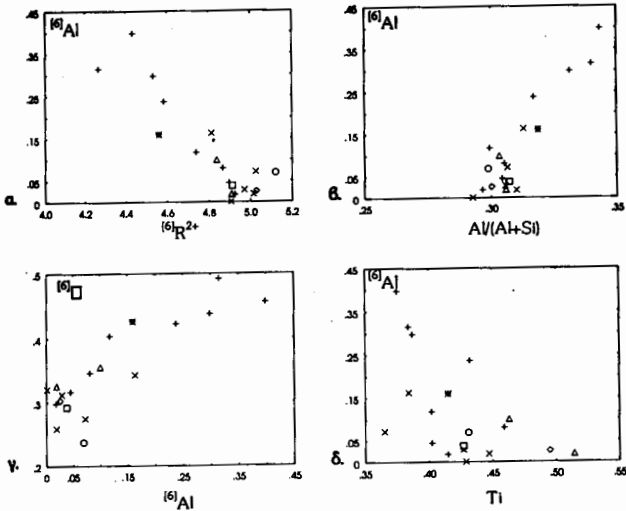 [6]Al
.45
.35
.25
.15
.05
0
4.0 4.2 4.4 4.6 4.8 5.0 5.2
[6]R2+
α.
[6]Al
.45
.35
.25
.15
.05
0
.25 .30 .35
Al/(Al+Si)
β.
[6]□
.5
.4
.3
.2
0 .05 .15 .25 .35 .45
[6]Al
γ.
[6]Al
.45
.35
.25
.15
.05
0
.35 .40 .45 .50 .55
Ti
δ.